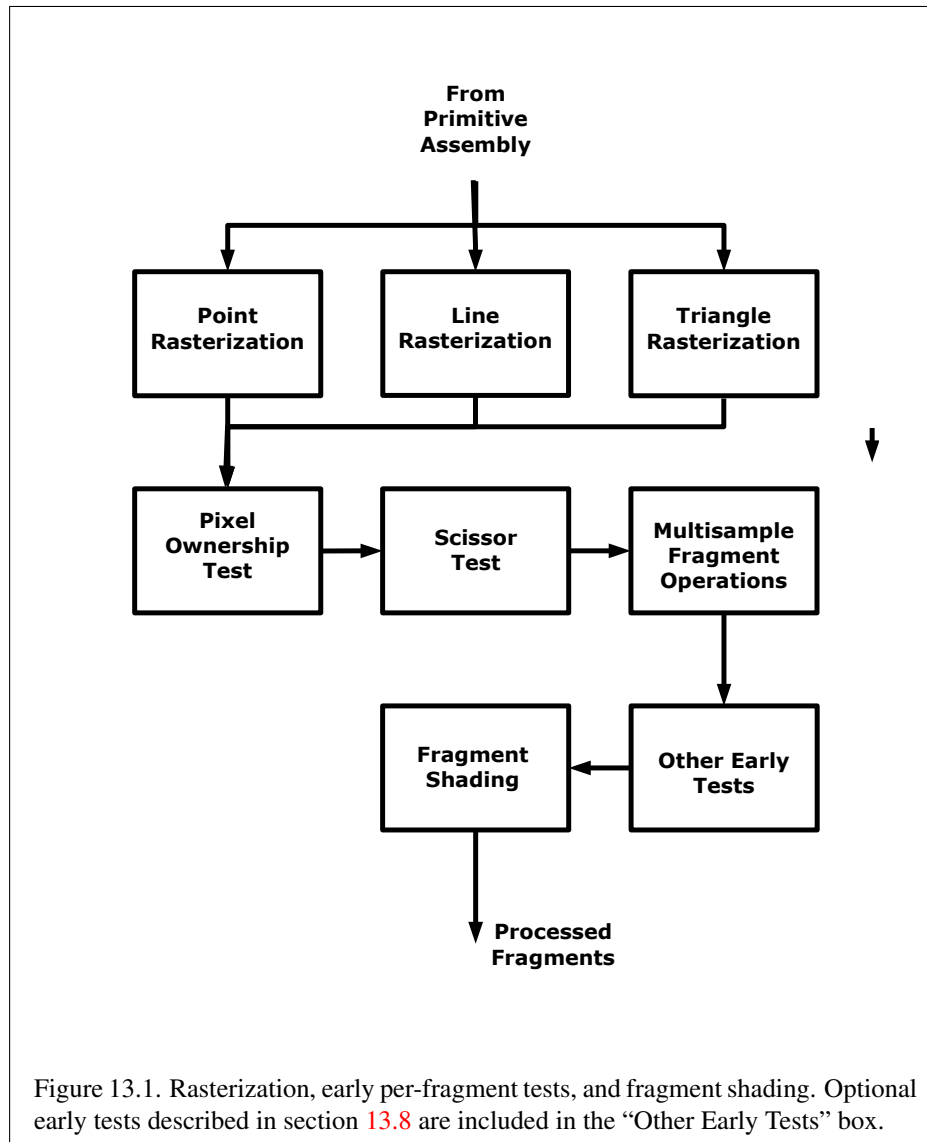 From
Primitive
Assembly
Point
Rasterization
Line
Rasterization
Triangle
Rasterization
Pixel
Ownership
Test
Scissor
Test
Multisample
Fragment
Operations
Fragment
Shading
Other Early
Tests
Processed
Fragments
Figure 13.1. Rasterization, early per-fragment tests, and fragment shading. Optional
early tests described in section 13.8 are included in the “Other Early Tests” box.